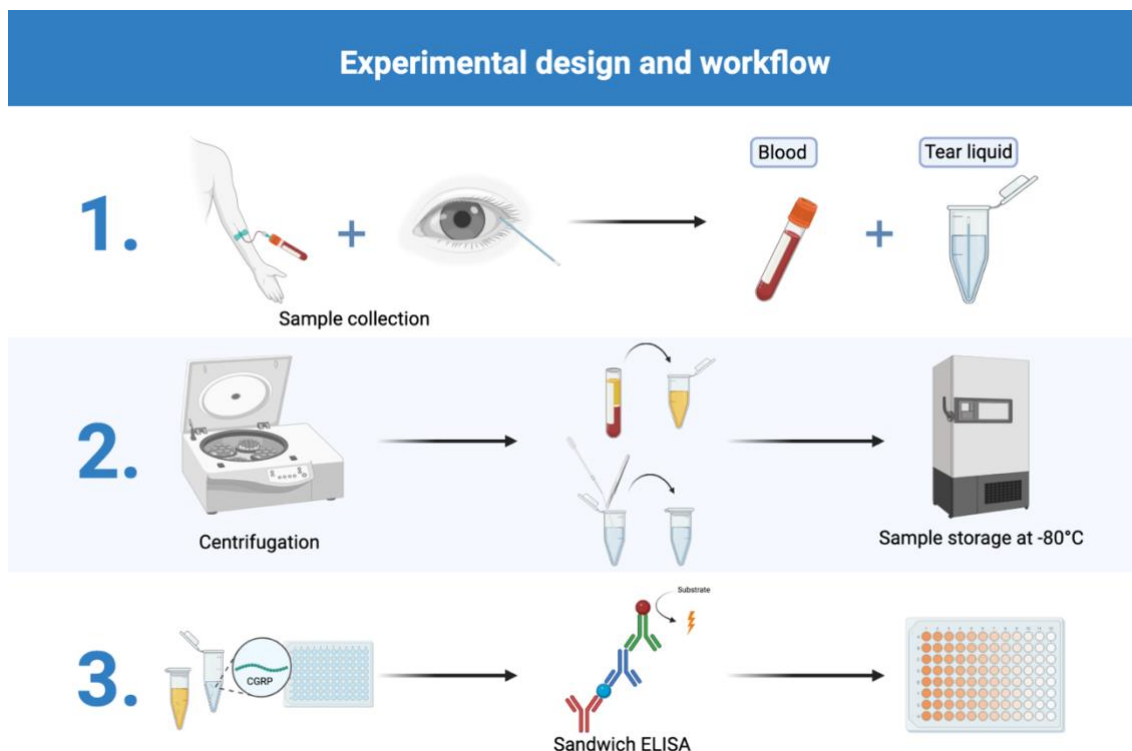 Experimental design and workflow
1.
Blood
Tear liquid
+
+
Sample collection
2.
Centrifugation
Sample storage at -80°C
3.
CGRP
Substrate
Sandwich ELISA